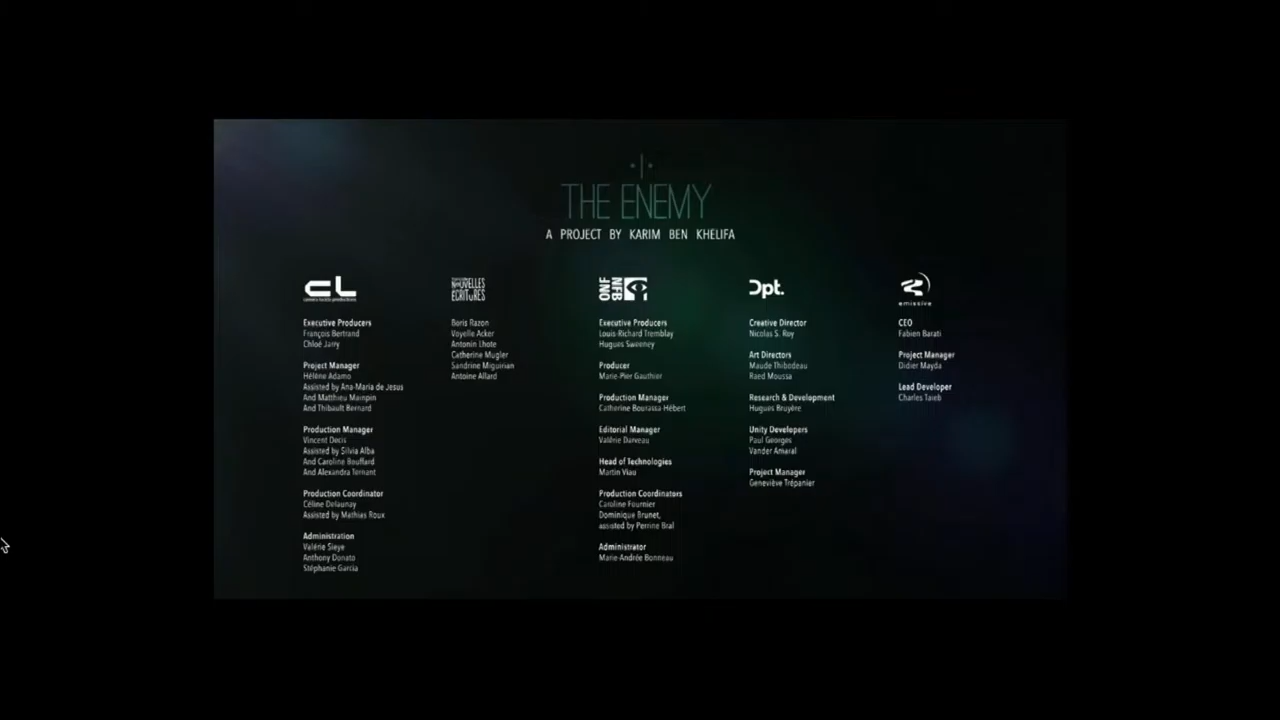 THE ENEMY
A PROJECT BY KARIM BEN KHELIFA
CL
camera lucida productions
Executive Producers
François Bertrand
Chloé Jarry
Project Manager
Hélène Adamo
Assisted by Ana-Maria de Jesus
And Matthieu Mainpin
And Thibault Bernard
Production Manager
Vincent Decis
Assisted by Silvia Alba
And Caroline Bouffard
And Alexandra Ternant
Production Coordinator
Céline Delaunay
Assisted by Mathias Roux
Administration
Valérie Sieye
Anthony Donato
Stéphanie Garcia
NOUVELLES
ECRITURES
Boris Razon
Voyelle Acker
Antonin Lhote
Catherine Mugler
Sandrine Miguirian
Antoine Allard
ONF
NFB
Executive Producers
Louis-Richard Tremblay
Hugues Sweeney
Producer
Marie-Pier Gauthier
Production Manager
Catherine Bourassa-Hébert
Editorial Manager
Valérie Darveau
Head of Technologies
Martin Viau
Production Coordinators
Caroline Fournier
Dominique Brunet,
assisted by Perrine Bral
Administrator
Marie-Andrée Bonneau
Dpt.
Creative Director
Nicolas S. Roy
Art Directors
Maude Thibodeau
Raed Moussa
Research & Development
Hugues Bruyère
Unity Developers
Paul Georges
Vander Amaral
Project Manager
Geneviève Trépanier
emissive
CEO
Fabien Barati
Project Manager
Didier Mayda
Lead Developer
Charles Taieb